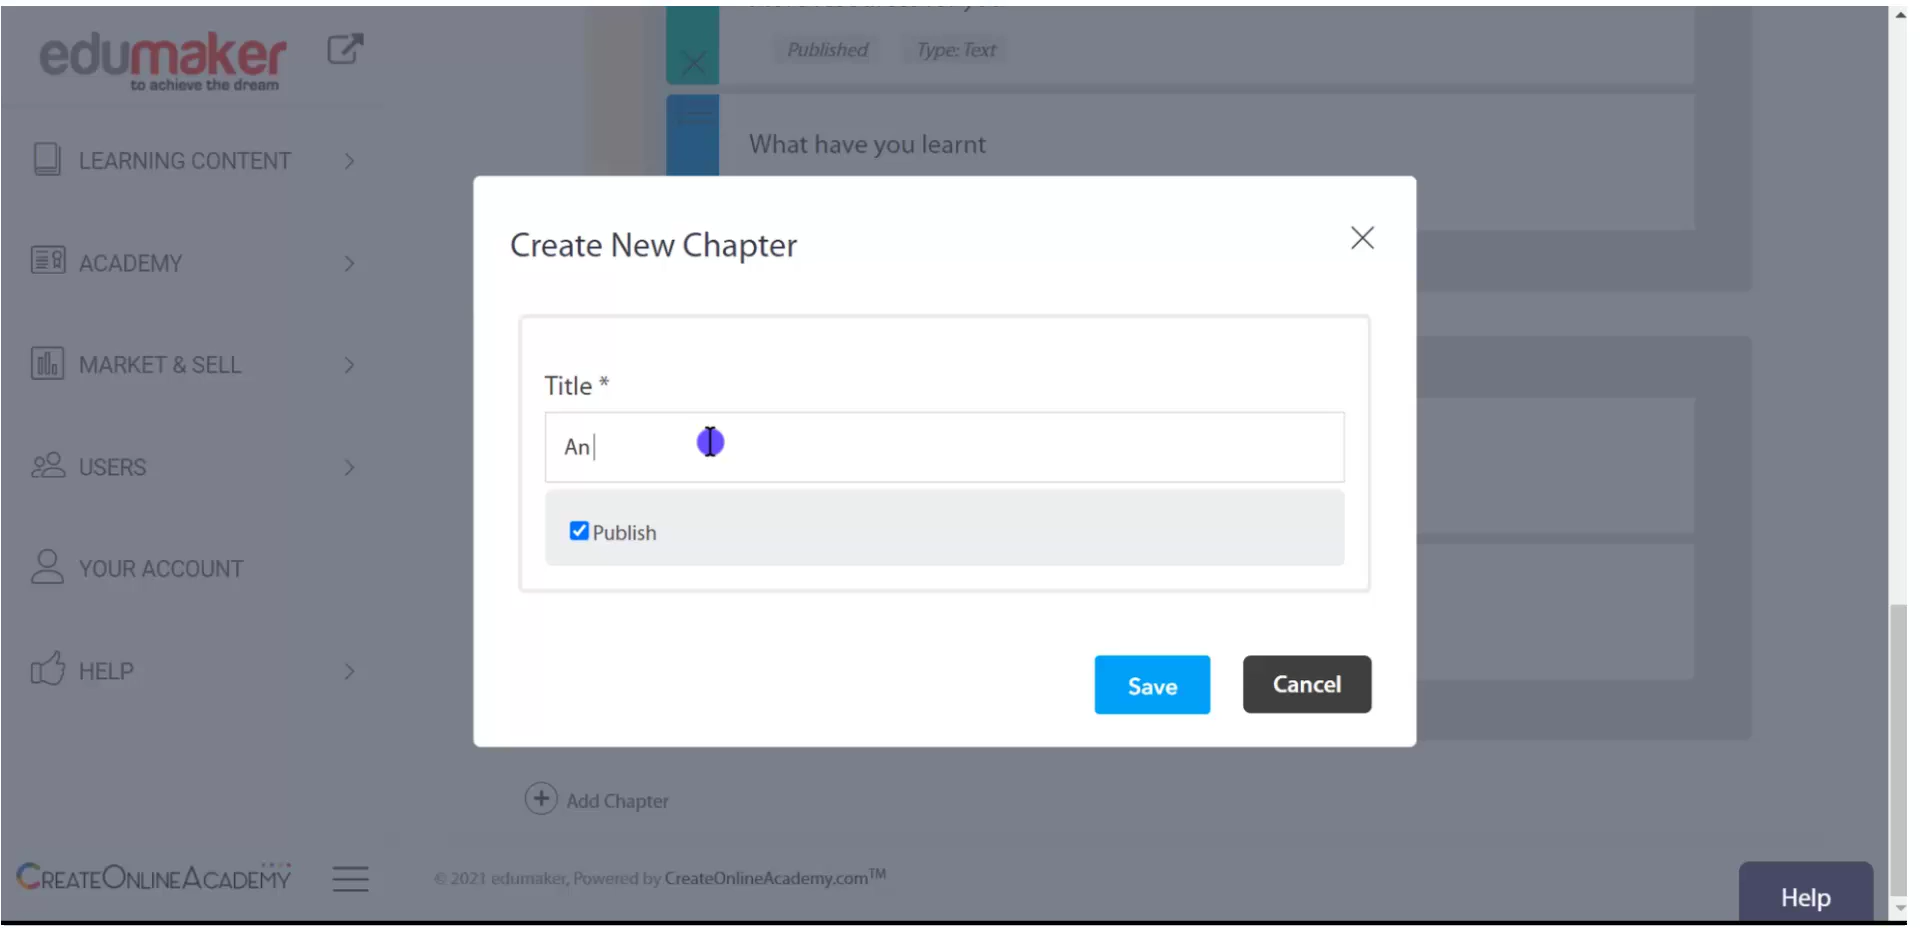 edumaker
to achieve the dream
Published
Type: Text
LEARNING CONTENT
What have you learnt
Create New Chapter
ACADEMY
MARKET & SELL
Title *
An
USERS
Publish
YOUR ACCOUNT
HELP
Save
Cancel
Add Chapter
CREATEONLINEACADEMY
© 2021 edumaker, Powered by CreateOnlineAcademy.com™
Help